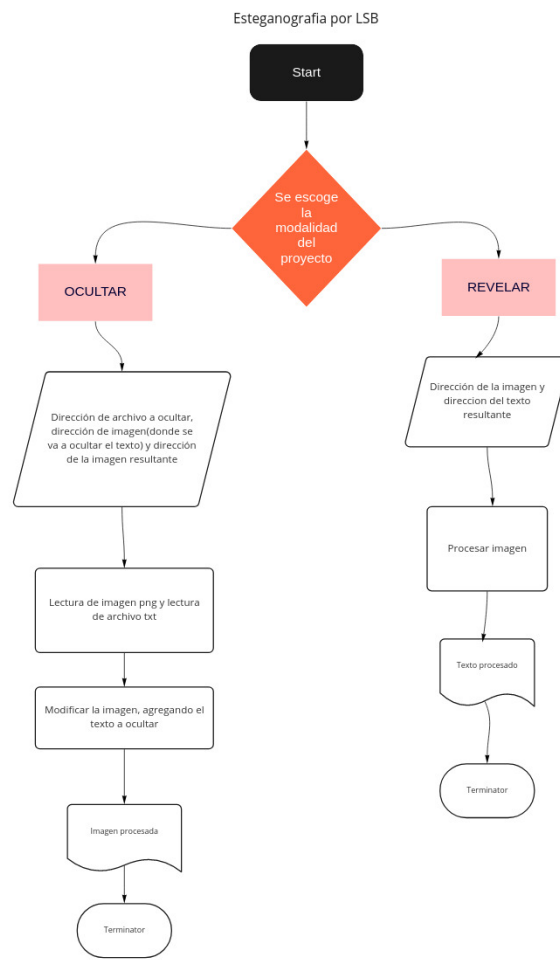 Esteganografia por LSB
Start
Se escoge
la
modalidad
del
proyecto
OCULTAR
REVELAR
Dirección de archivo a ocultar,
dirección de imagen(donde se
va a ocultar el texto) y dirección
de la imagen resultante
Dirección de la imagen y
direccion del texto
resultante
Lectura de imagen png y lectura
de archivo txt
Procesar imagen
Modificar la imagen, agregando el
texto a ocultar
Texto procesado
Imagen procesada
Terminator
Terminator